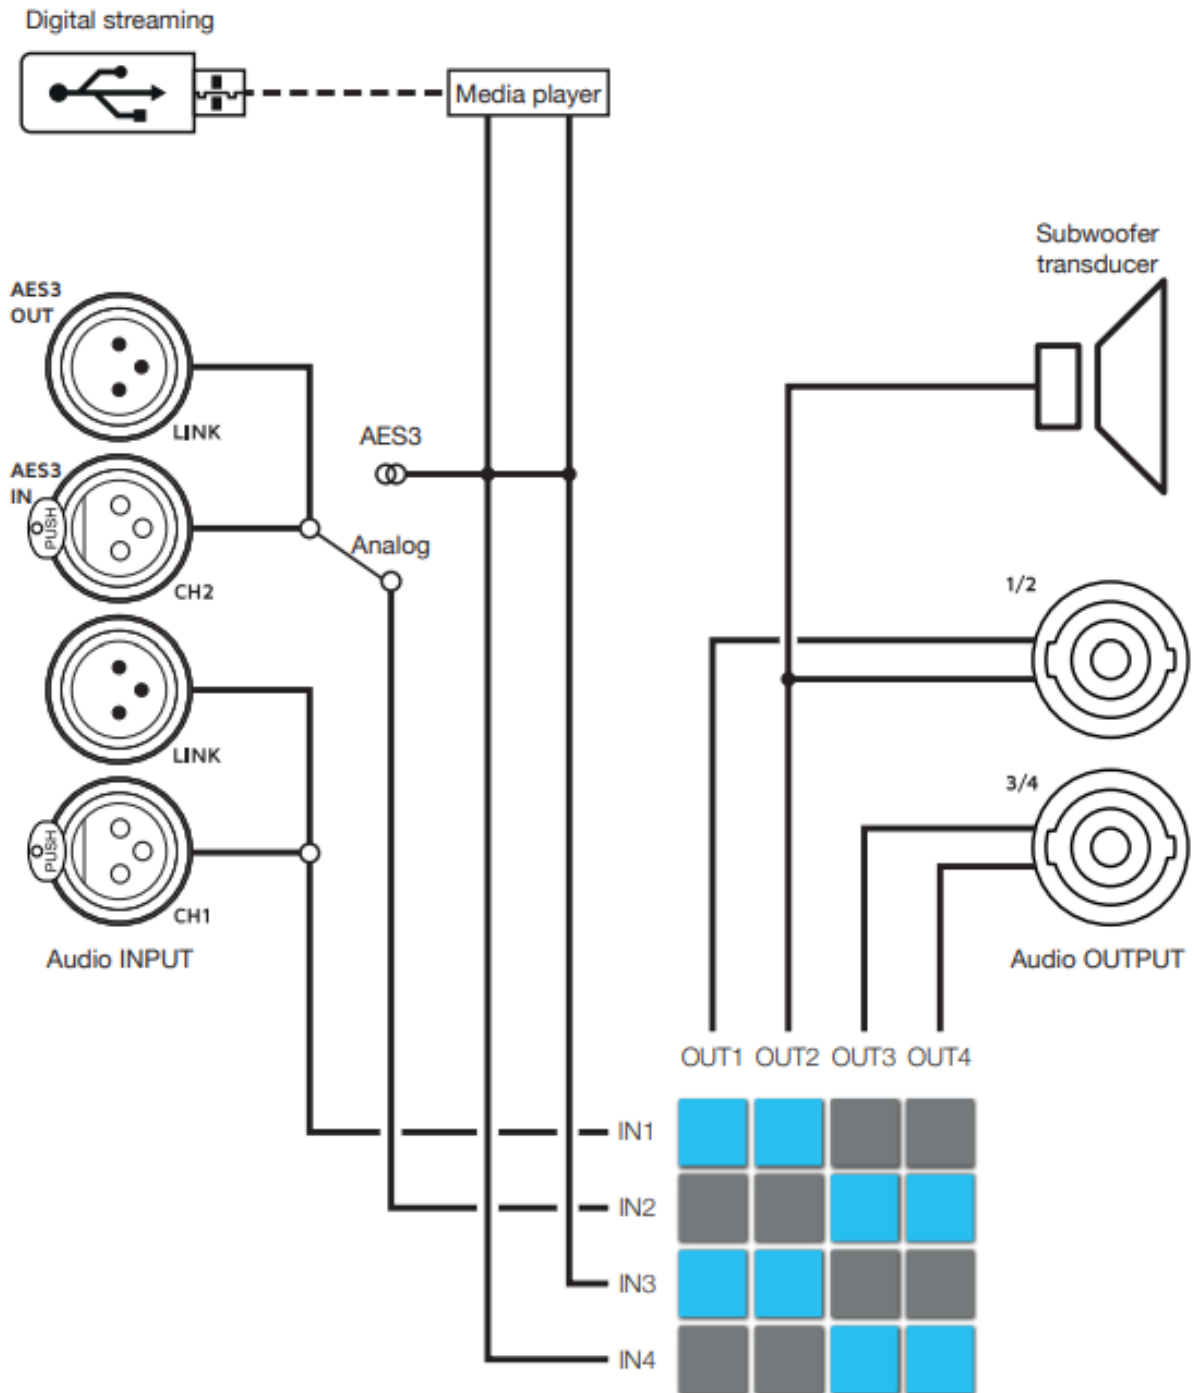 Digital streaming
Media player
Subwoofer
transducer
AES3
OUT
LINK
AES3
AES3
IN
PUSH
Analog
CH2
1/2
LINK
3/4
PUSH
CH1
Audio INPUT
Audio OUTPUT
OUT1 OUT2 OUT3 OUT4
IN1
IN2
IN3
IN4